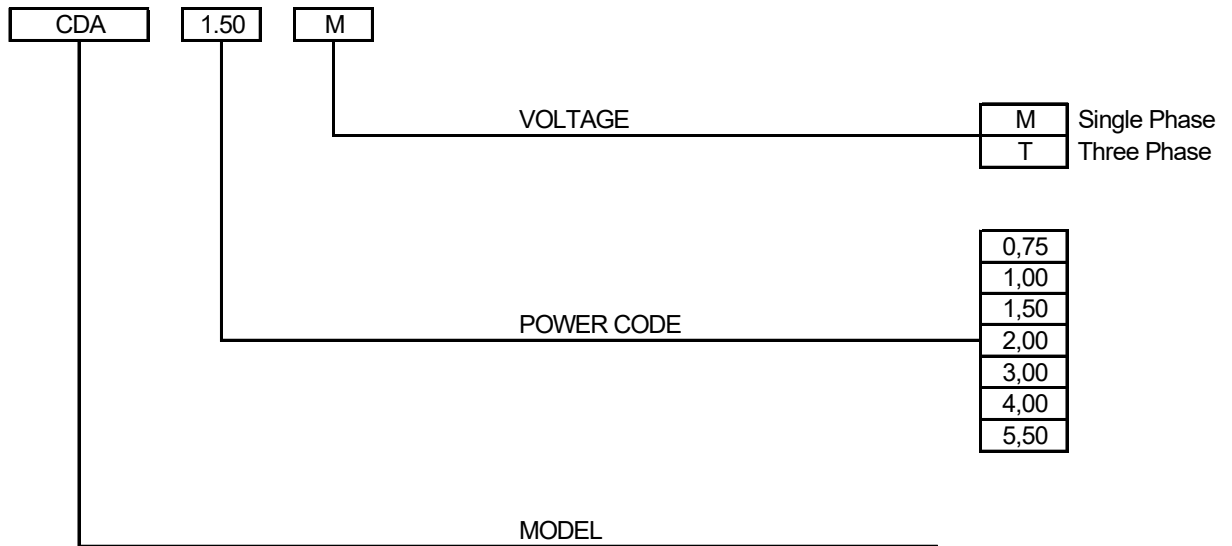 CDA 1.50 M
VOLTAGE
M Single Phase
T Three Phase
0,75
1,00
1,50
POWER CODE
2,00
3,00
4,00
5,50
MODEL